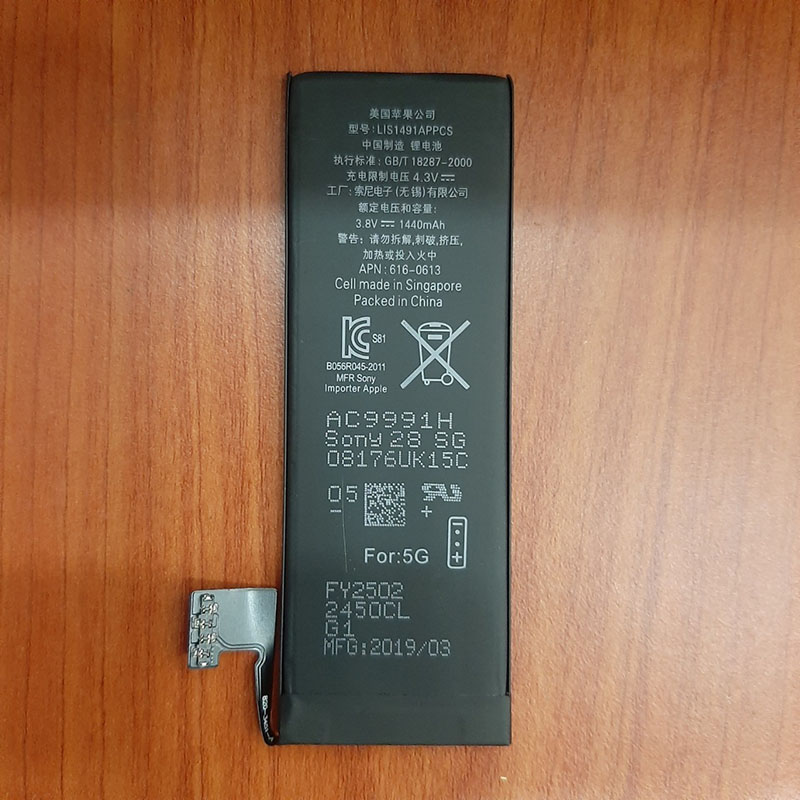 美国苹果公司
型号: LIS1491APPCS
中国制造 锂电池
执行标准: GB/T 18287-2000
充电限制电压 4.3V⎓
工厂: 索尼电子(无锡)有限公司
额定电压和容量:
3.8V⎓ 1440mAh
警告: 请勿拆解,刺破,挤压,
加热或投入火中
APN: 616-0613
Cell made in Singapore
Packed in China
S81
B056R045-2011
MFR Sony
Importer Apple
AC9991H
Sony 28 SG
08176UK15C
05
- +
For:5G
- +
FY2502
2450CL
G1
MFG:2019/03